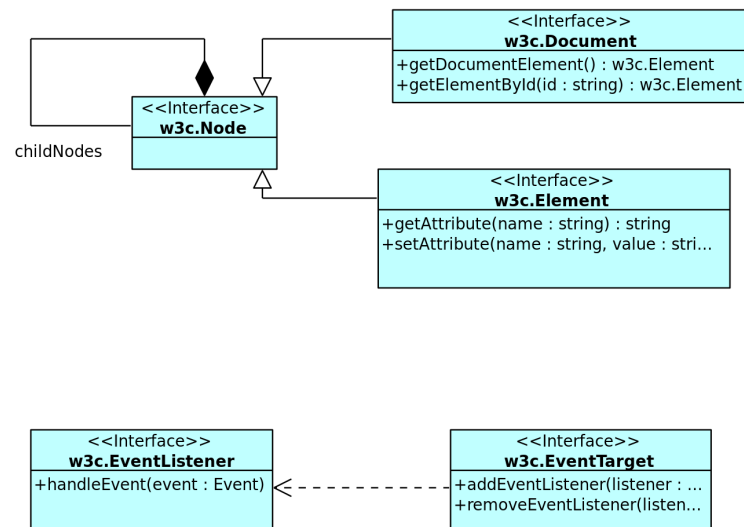 <<Interface>>
w3c.Document
+getDocumentElement() : w3c.Element
+getElementById(id : string) : w3c.Element
<<Interface>>
w3c.Node
childNodes
<<Interface>>
w3c.Element
+getAttribute(name : string) : string
+setAttribute(name : string, value : stri...
<<Interface>>
w3c.EventListener
+handleEvent(event : Event)
<<Interface>>
w3c.EventTarget
+addEventListener(listener : ...
+removeEventListener(listen...